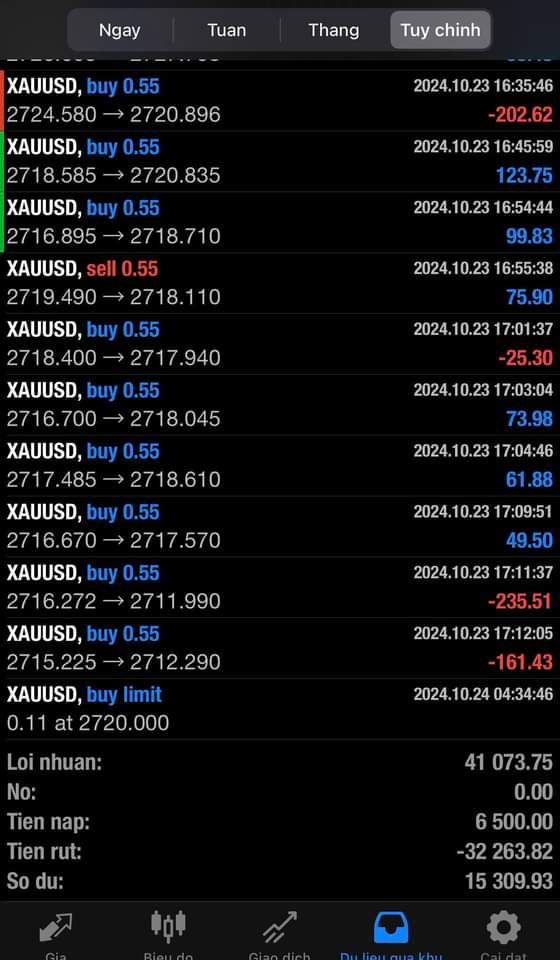 Ngay Tuan Thang Tuy chinh
XAUUSD, buy 0.55 2024.10.23 16:35:46
2724.580 → 2720.896 -202.62
XAUUSD, buy 0.55 2024.10.23 16:45:59
2718.585 → 2720.835 123.75
XAUUSD, buy 0.55 2024.10.23 16:54:44
2716.895 → 2718.710 99.83
XAUUSD, sell 0.55 2024.10.23 16:55:38
2719.490 → 2718.110 75.90
XAUUSD, buy 0.55 2024.10.23 17:01:37
2718.400 → 2717.940 -25.30
XAUUSD, buy 0.55 2024.10.23 17:03:04
2716.700 → 2718.045 73.98
XAUUSD, buy 0.55 2024.10.23 17:04:46
2717.485 → 2718.610 61.88
XAUUSD, buy 0.55 2024.10.23 17:09:51
2716.670 → 2717.570 49.50
XAUUSD, buy 0.55 2024.10.23 17:11:37
2716.272 → 2711.990 -235.51
XAUUSD, buy 0.55 2024.10.23 17:12:05
2715.225 → 2712.290 -161.43
XAUUSD, buy limit 2024.10.24 04:34:46
0.11 at 2720.000
Loi nhuan: 41 073.75
No: 0.00
Tien nap: 6 500.00
Tien rut: -32 263.82
So du: 15 309.93
Gia Bieu do Giao dich Du lieu qua khu Cai dat